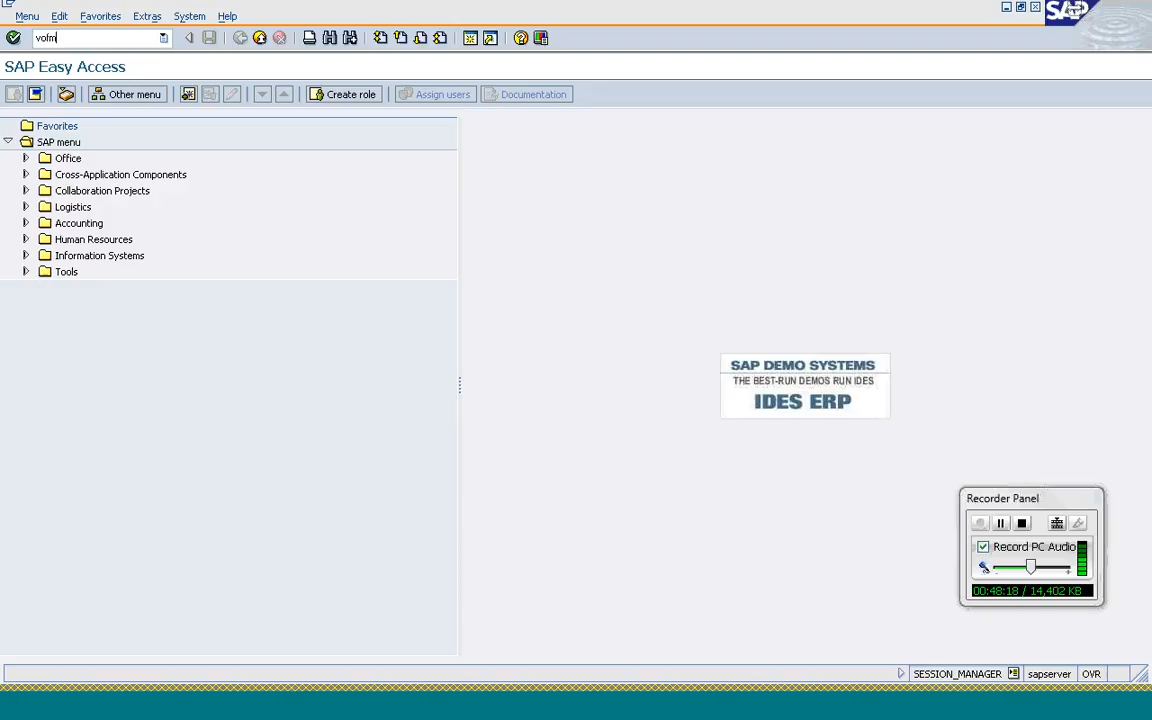 Menu Edit Favorites Extras System Help
SAP
vofm
SAP Easy Access
Other menu Create role Assign users Documentation
Favorites
SAP menu
Office
Cross-Application Components
Collaboration Projects
Logistics
Accounting
Human Resources
Information Systems
Tools
SAP DEMO SYSTEMS
THE BEST-RUN DEMOS RUN IDES
IDES ERP
Recorder Panel
Record PC Audio
- +
00:48:18 / 14,402 KB
SESSION_MANAGER sapserver OVR